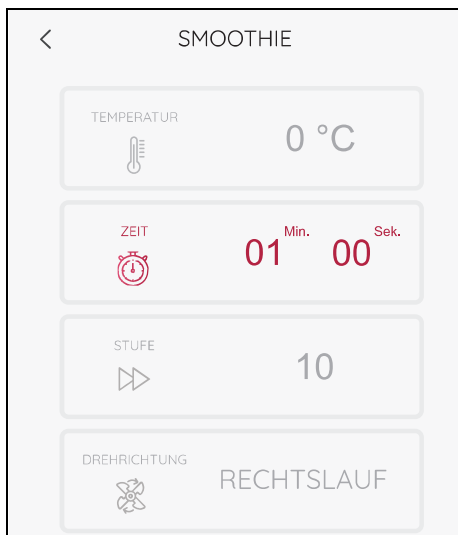 SMOOTHIE
TEMPERATUR
0 °C
ZEIT
01 Min. 00 Sek.
STUFE
10
DREHRICHTUNG
RECHTSLAUF